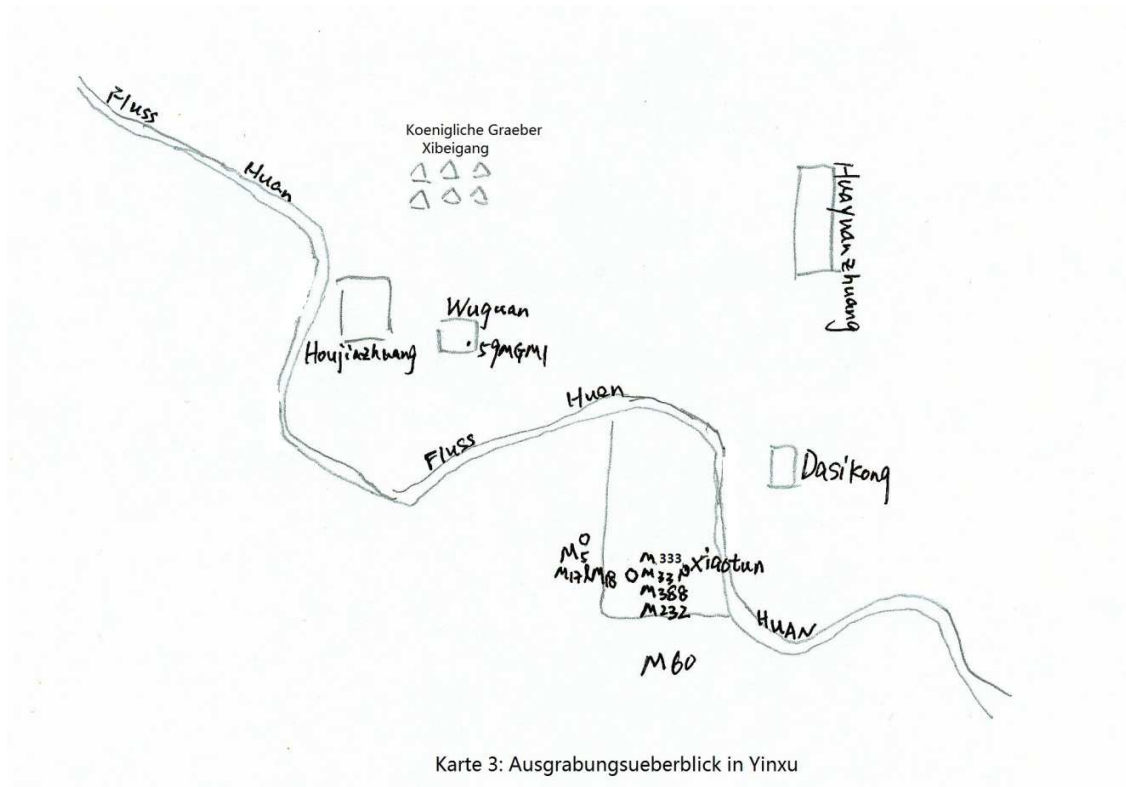 Fluss
Huan
Koenigliche Graeber
Xibeigang
Huayuanzhuang
Wuguan
59MGM1
Houjiazhuang
Huan
Fluss
Dasikong
M5
M17 M18
M333
Xiaotun
M388
M232
HUAN
M60
Karte 3: Ausgrabungsueberblick in Yinxu